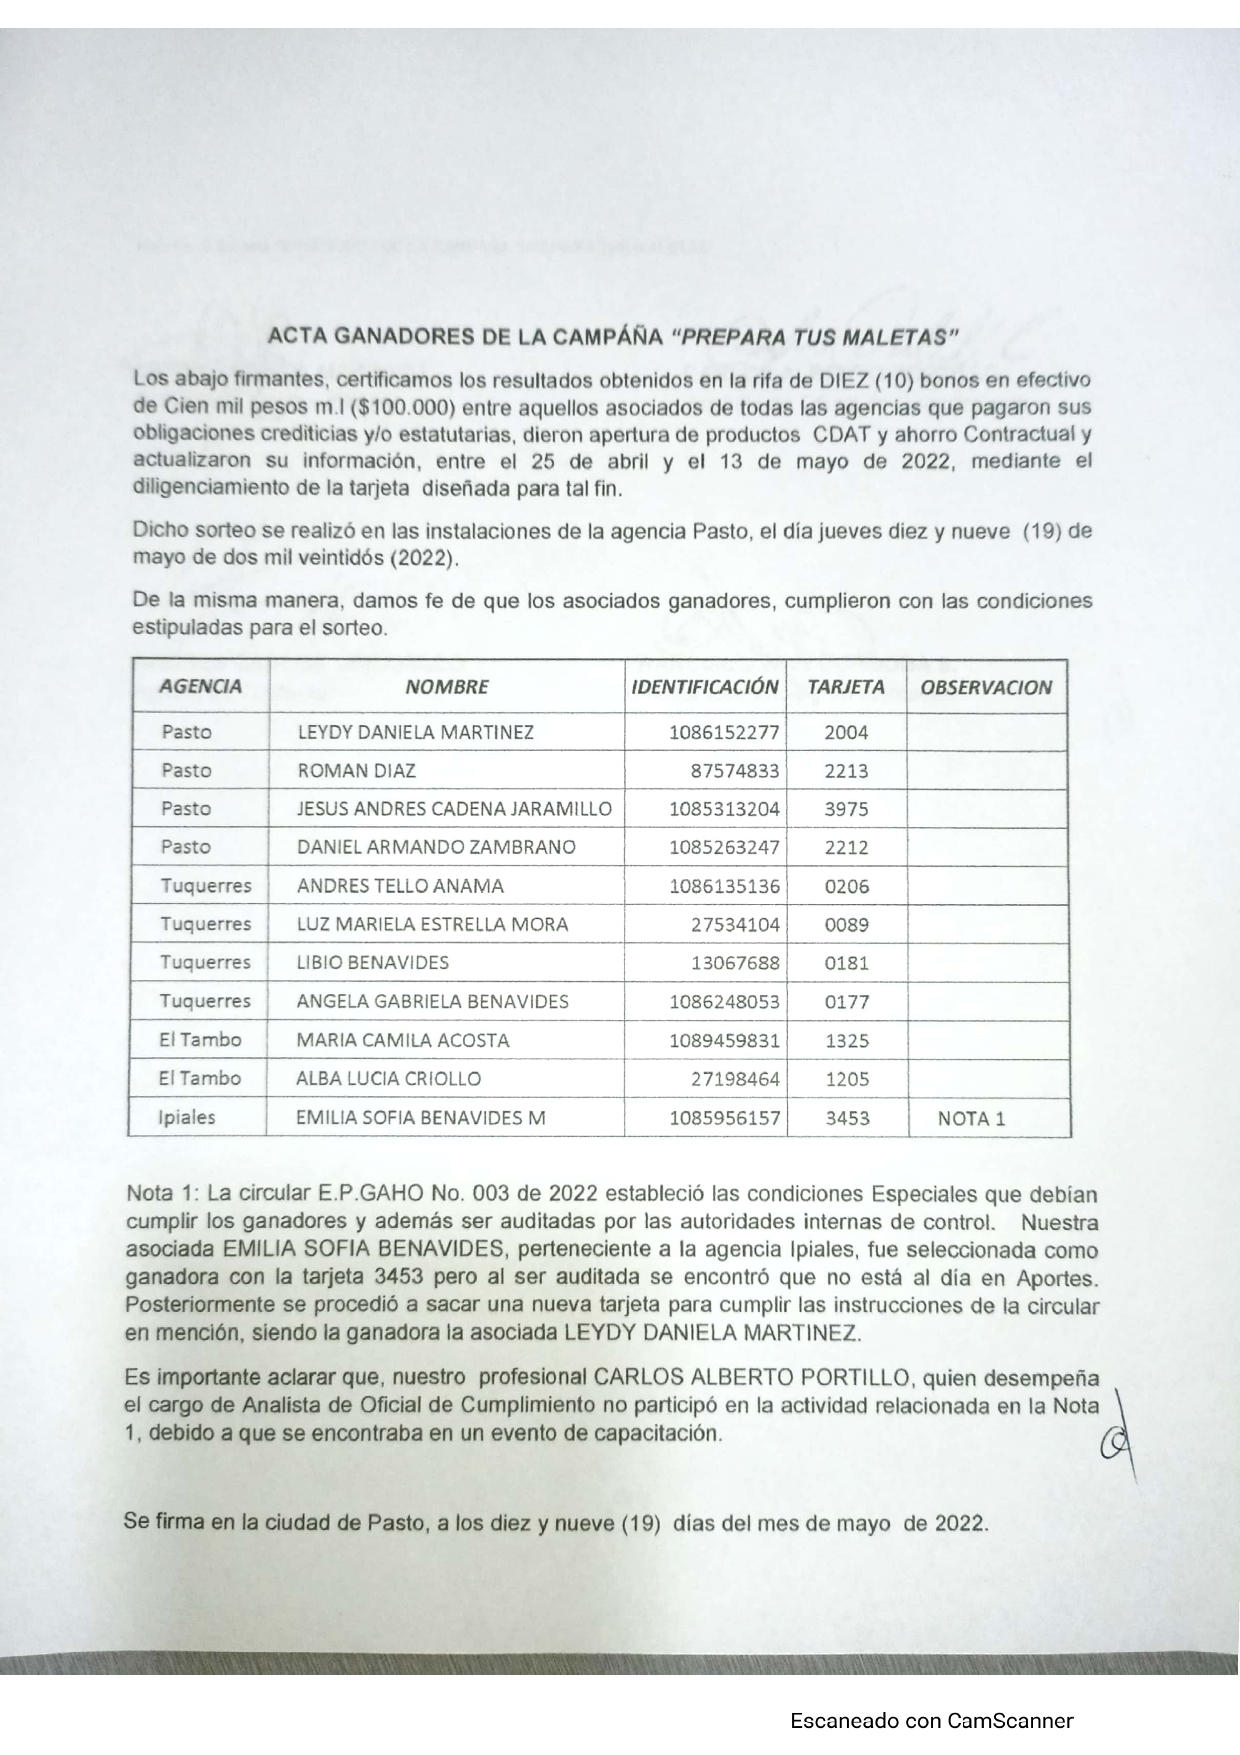 ACTA GANADORES DE LA CAMPÁÑA “PREPARA TUS MALETAS”
Los abajo firmantes, certificamos los resultados obtenidos en la rifa de DIEZ (10) bonos en efectivo
de Cien mil pesos m.l ($100.000) entre aquellos asociados de todas las agencias que pagaron sus
obligaciones crediticias y/o estatutarias, dieron apertura de productos CDAT y ahorro Contractual y
actualizaron su información, entre el 25 de abril y el 13 de mayo de 2022, mediante el
diligenciamiento de la tarjeta diseñada para tal fin.
Dicho sorteo se realizó en las instalaciones de la agencia Pasto, el día jueves diez y nueve (19) de
mayo de dos mil veintidós (2022).
De la misma manera, damos fe de que los asociados ganadores, cumplieron con las condiciones
estipuladas para el sorteo.
AGENCIA NOMBRE IDENTIFICACIÓN TARJETA OBSERVACION
Pasto LEYDY DANIELA MARTINEZ 1086152277 2004
Pasto ROMAN DIAZ 87574833 2213
Pasto JESUS ANDRES CADENA JARAMILLO 1085313204 3975
Pasto DANIEL ARMANDO ZAMBRANO 1085263247 2212
Tuquerres ANDRES TELLO ANAMA 1086135136 0206
Tuquerres LUZ MARIELA ESTRELLA MORA 27534104 0089
Tuquerres LIBIO BENAVIDES 13067688 0181
Tuquerres ANGELA GABRIELA BENAVIDES 1086248053 0177
El Tambo MARIA CAMILA ACOSTA 1089459831 1325
El Tambo ALBA LUCIA CRIOLLO 27198464 1205
Ipiales EMILIA SOFIA BENAVIDES M 1085956157 3453 NOTA 1
Nota 1: La circular E.P.GAHO No. 003 de 2022 estableció las condiciones Especiales que debían
cumplir los ganadores y además ser auditadas por las autoridades internas de control. Nuestra
asociada EMILIA SOFIA BENAVIDES, perteneciente a la agencia Ipiales, fue seleccionada como
ganadora con la tarjeta 3453 pero al ser auditada se encontró que no está al día en Aportes.
Posteriormente se procedió a sacar una nueva tarjeta para cumplir las instrucciones de la circular
en mención, siendo la ganadora la asociada LEYDY DANIELA MARTINEZ.
Es importante aclarar que, nuestro profesional CARLOS ALBERTO PORTILLO, quien desempeña
el cargo de Analista de Oficial de Cumplimiento no participó en la actividad relacionada en la Nota
1, debido a que se encontraba en un evento de capacitación.
Se firma en la ciudad de Pasto, a los diez y nueve (19) días del mes de mayo de 2022.
Escaneado con CamScanner